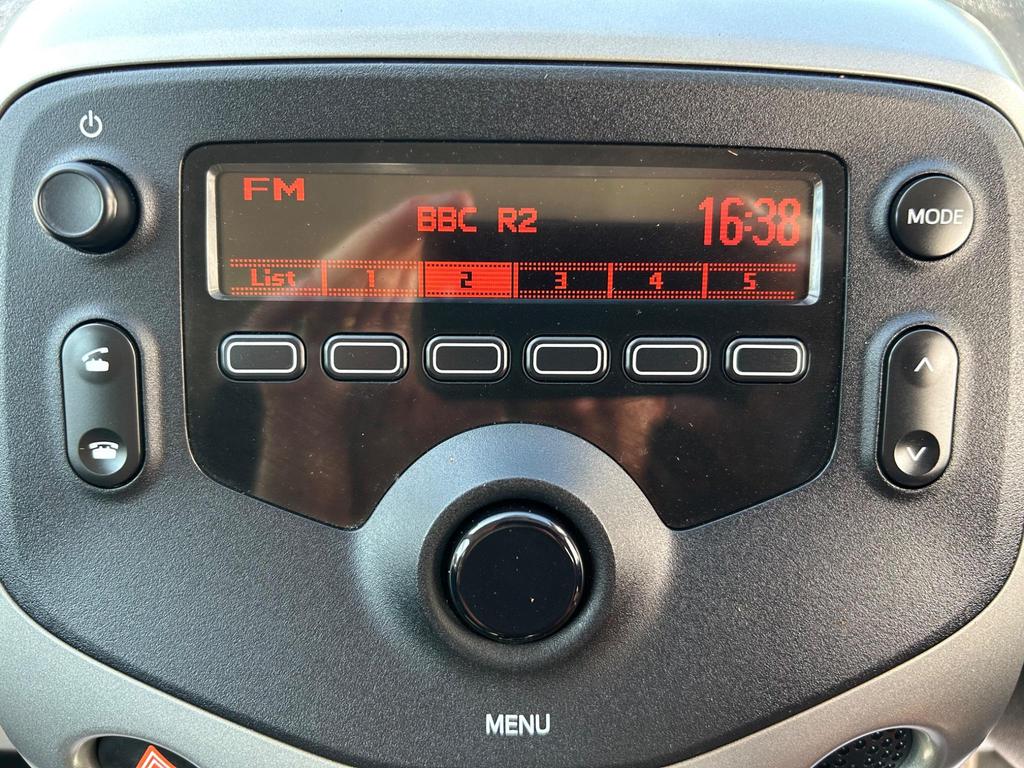 FM
BBC R2
16:38
List 1 2 3 4 5
MODE
MENU